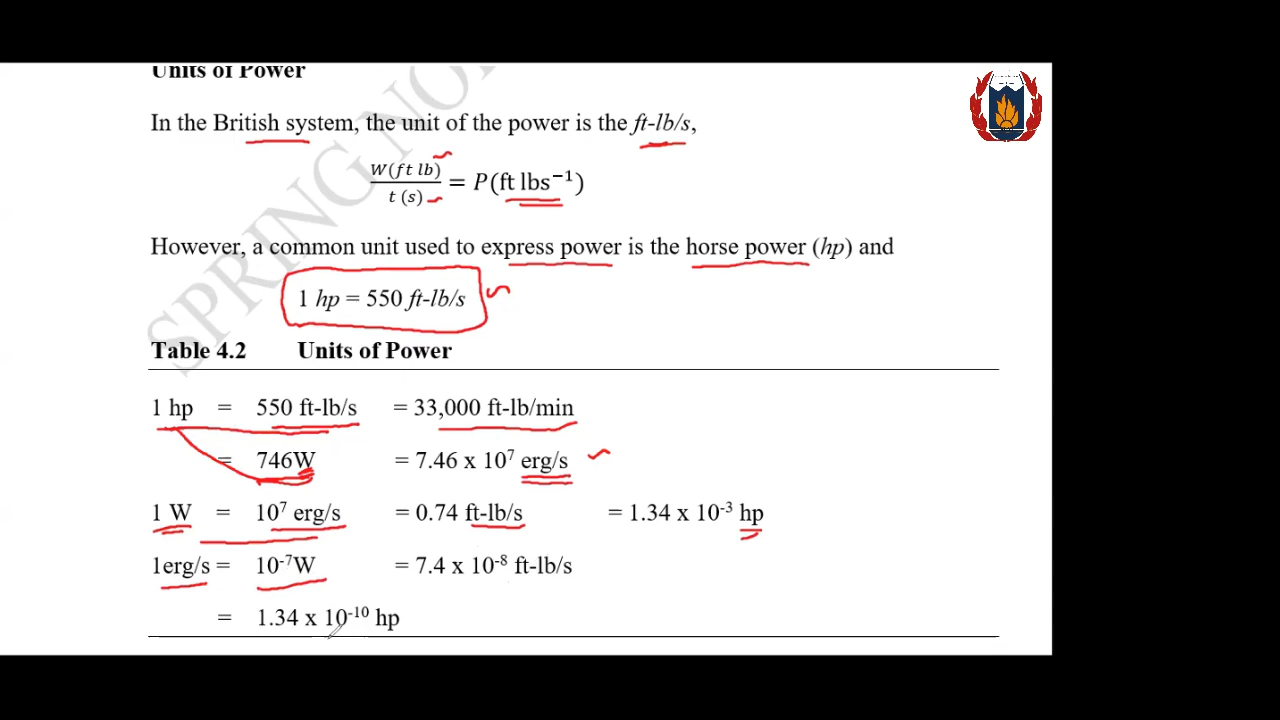 Units of Power
In the British system, the unit of the power is the ft-lb/s,
W(ft lb)
t (s)
= P(ft lbs⁻¹)
However, a common unit used to express power is the horse power (hp) and
1 hp = 550 ft-lb/s
Table 4.2 Units of Power
1 hp = 550 ft-lb/s = 33,000 ft-lb/min
= 746W = 7.46 x 10⁷ erg/s
1 W = 10⁷ erg/s = 0.74 ft-lb/s = 1.34 x 10⁻³ hp
1erg/s = 10⁻⁷W = 7.4 x 10⁻⁸ ft-lb/s
= 1.34 x 10⁻¹⁰ hp
SPRING NO